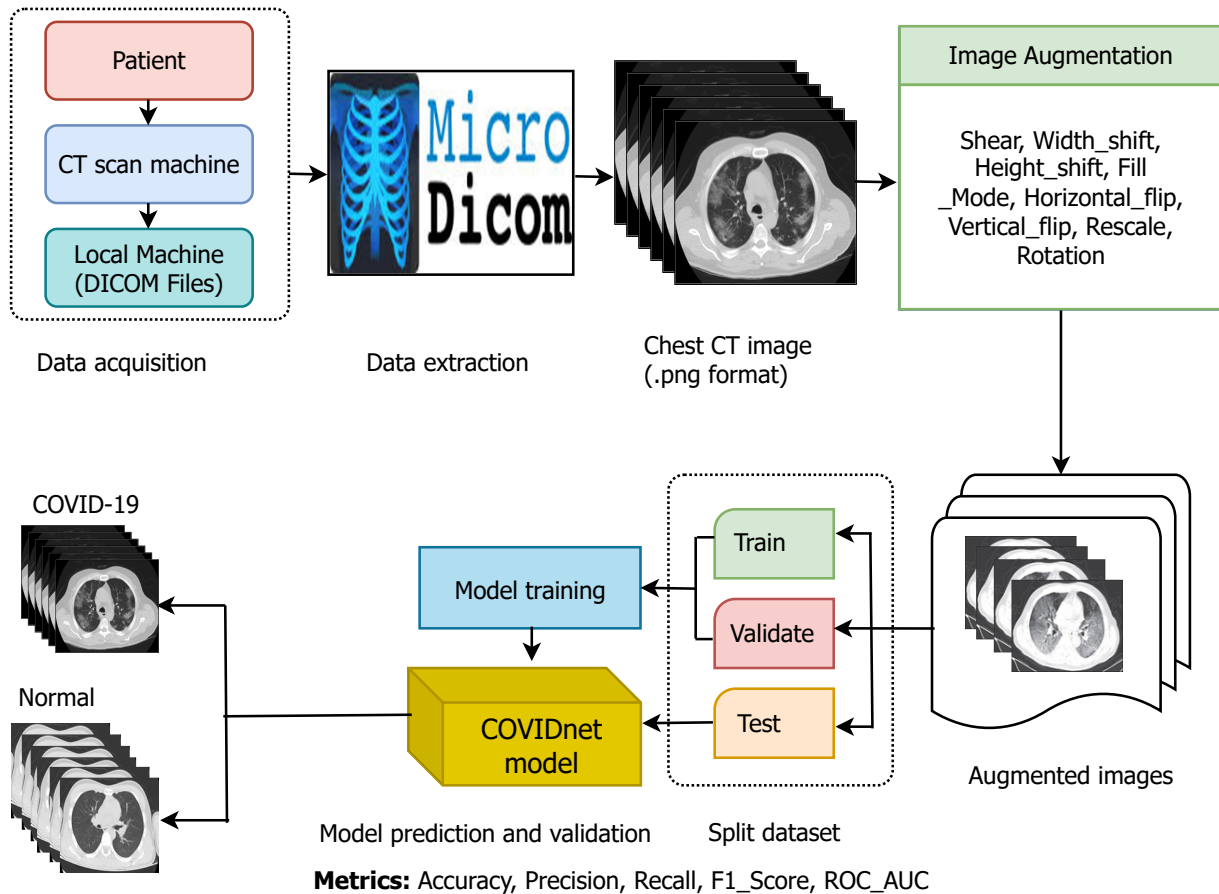 Patient
CT scan machine
Local Machine
(DICOM Files)
Data acquisition
Micro
Dicom
Data extraction
Chest CT image
(.png format)
Image Augmentation
Shear, Width_shift,
Height_shift, Fill
_Mode, Horizontal_flip,
Vertical_flip, Rescale,
Rotation
Augmented images
Train
Validate
Test
Split dataset
Model training
COVIDnet
model
Model prediction and validation
COVID-19
Normal
Metrics: Accuracy, Precision, Recall, F1_Score, ROC_AUC